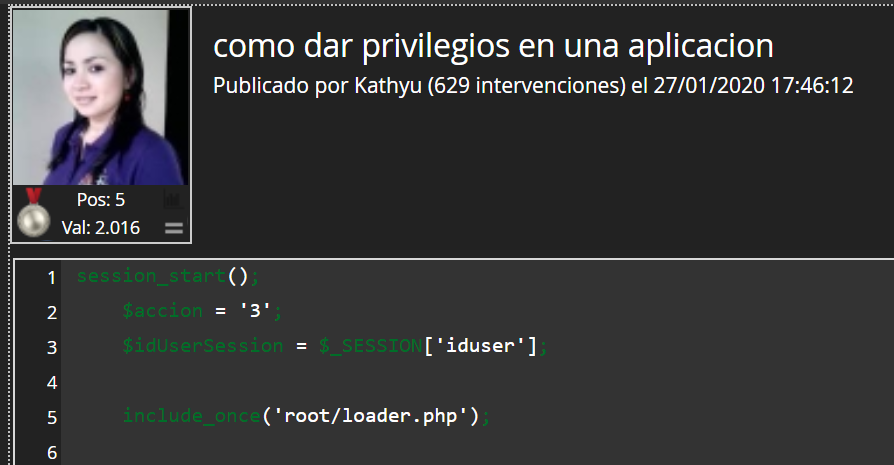 como dar privilegios en una aplicacion
Publicado por Kathyu (629 intervenciones) el 27/01/2020 17:46:12
Pos: 5
Val: 2.016
1 session_start();
2 $accion = '3';
3 $idUserSession = $_SESSION['iduser'];
4
5 include_once('root/loader.php');
6